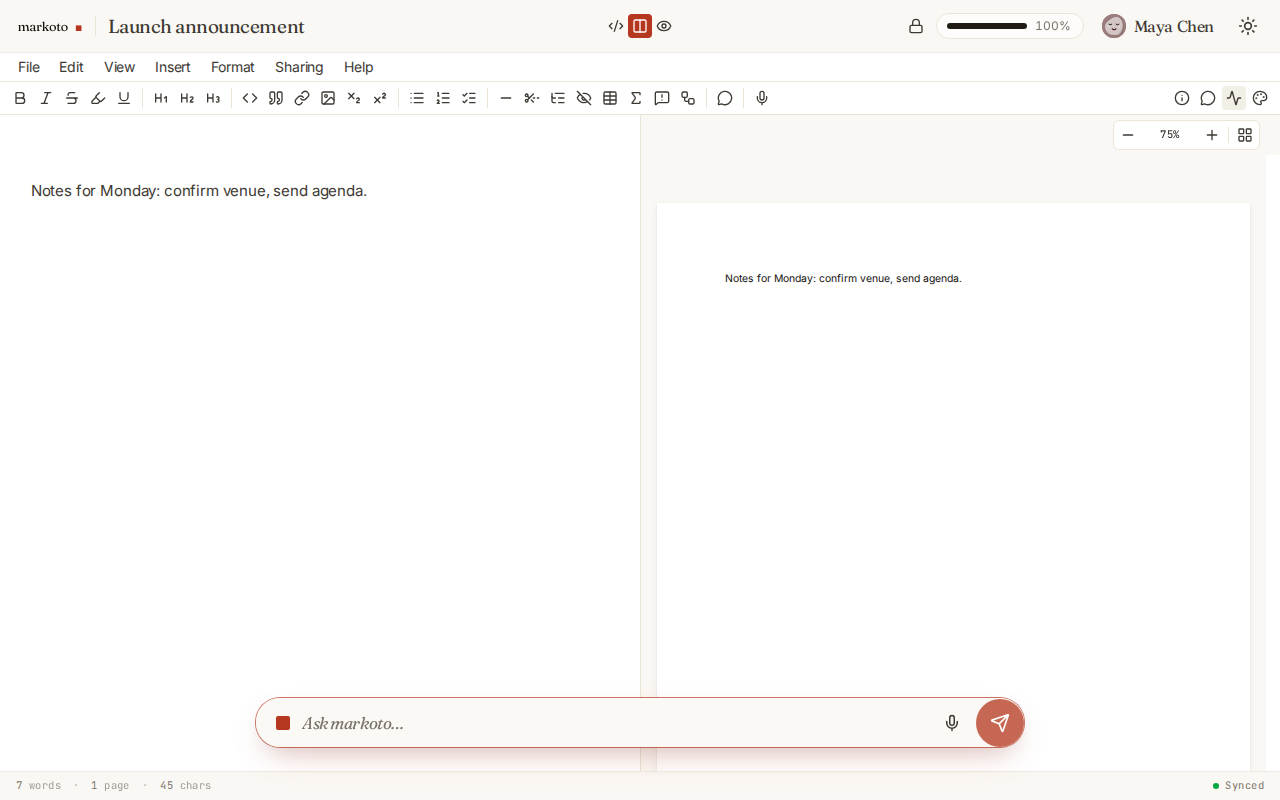 markoto
Launch announcement
100%
Maya Chen
File Edit View Insert Format Sharing Help
B I S U H1 H2 H3 x2 x²
75%
Notes for Monday: confirm venue, send agenda.
Notes for Monday: confirm venue, send agenda.
Ask markoto...
7 words · 1 page · 45 chars
Synced